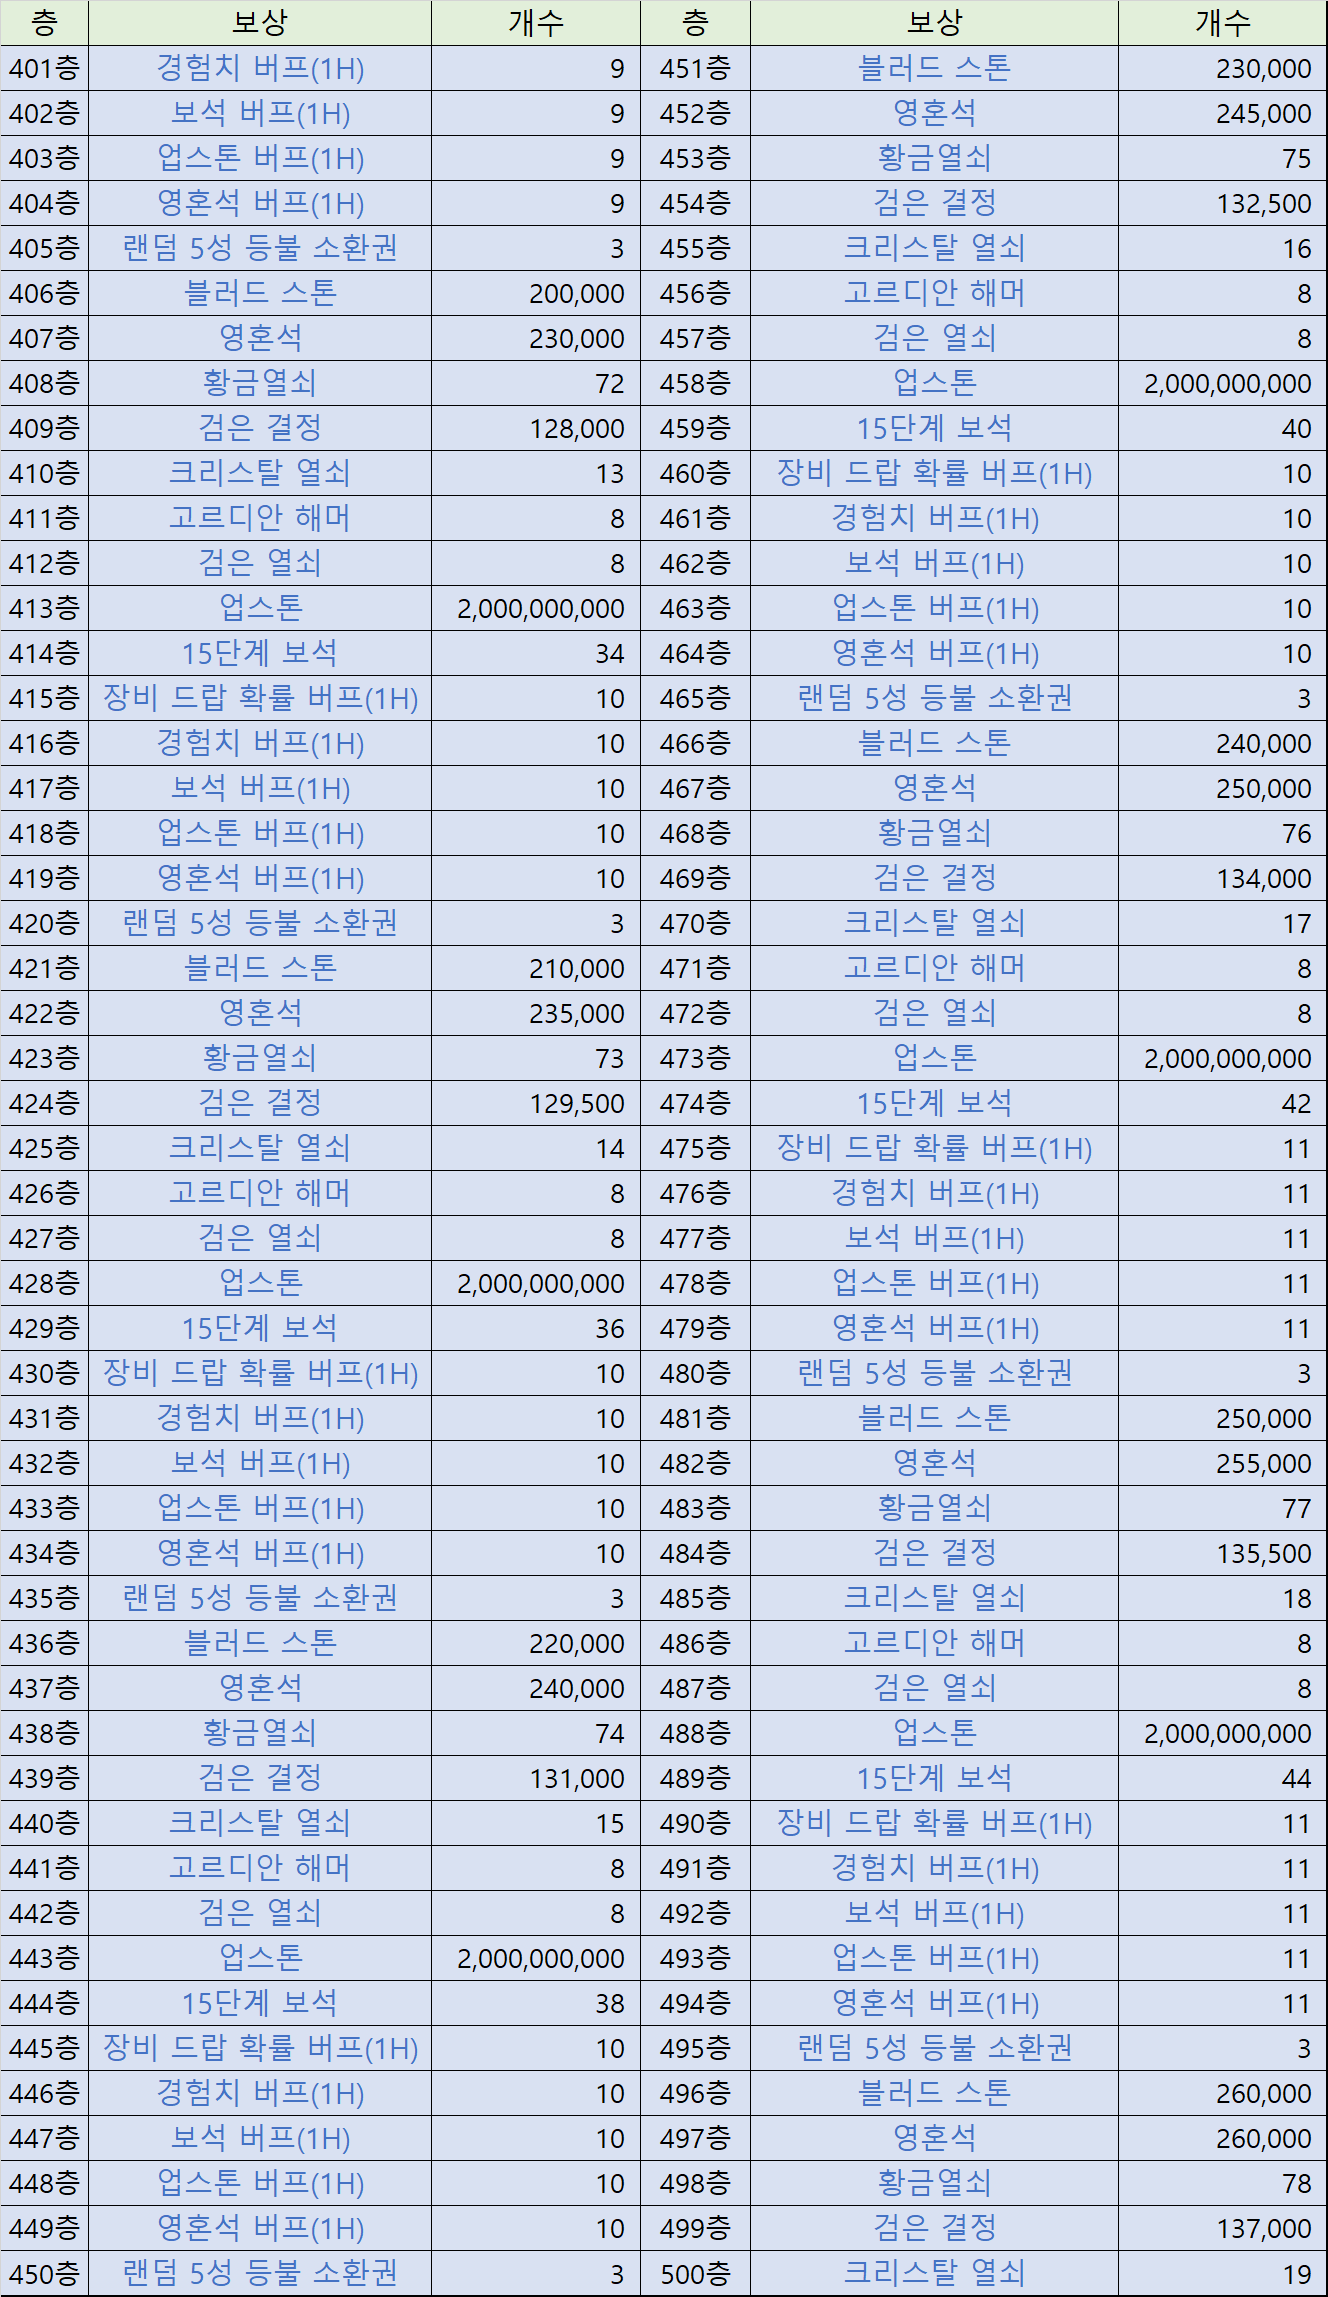 층 보상 개수 층 보상 개수
401층 경험치 버프(1H) 9 451층 블러드 스톤 230,000
402층 보석 버프(1H) 9 452층 영혼석 245,000
403층 업스톤 버프(1H) 9 453층 황금열쇠 75
404층 영혼석 버프(1H) 9 454층 검은 결정 132,500
405층 랜덤 5성 등불 소환권 3 455층 크리스탈 열쇠 16
406층 블러드 스톤 200,000 456층 고르디안 해머 8
407층 영혼석 230,000 457층 검은 열쇠 8
408층 황금열쇠 72 458층 업스톤 2,000,000,000
409층 검은 결정 128,000 459층 15단계 보석 40
410층 크리스탈 열쇠 13 460층 장비 드랍 확률 버프(1H) 10
411층 고르디안 해머 8 461층 경험치 버프(1H) 10
412층 검은 열쇠 8 462층 보석 버프(1H) 10
413층 업스톤 2,000,000,000 463층 업스톤 버프(1H) 10
414층 15단계 보석 34 464층 영혼석 버프(1H) 10
415층 장비 드랍 확률 버프(1H) 10 465층 랜덤 5성 등불 소환권 3
416층 경험치 버프(1H) 10 466층 블러드 스톤 240,000
417층 보석 버프(1H) 10 467층 영혼석 250,000
418층 업스톤 버프(1H) 10 468층 황금열쇠 76
419층 영혼석 버프(1H) 10 469층 검은 결정 134,000
420층 랜덤 5성 등불 소환권 3 470층 크리스탈 열쇠 17
421층 블러드 스톤 210,000 471층 고르디안 해머 8
422층 영혼석 235,000 472층 검은 열쇠 8
423층 황금열쇠 73 473층 업스톤 2,000,000,000
424층 검은 결정 129,500 474층 15단계 보석 42
425층 크리스탈 열쇠 14 475층 장비 드랍 확률 버프(1H) 11
426층 고르디안 해머 8 476층 경험치 버프(1H) 11
427층 검은 열쇠 8 477층 보석 버프(1H) 11
428층 업스톤 2,000,000,000 478층 업스톤 버프(1H) 11
429층 15단계 보석 36 479층 영혼석 버프(1H) 11
430층 장비 드랍 확률 버프(1H) 10 480층 랜덤 5성 등불 소환권 3
431층 경험치 버프(1H) 10 481층 블러드 스톤 250,000
432층 보석 버프(1H) 10 482층 영혼석 255,000
433층 업스톤 버프(1H) 10 483층 황금열쇠 77
434층 영혼석 버프(1H) 10 484층 검은 결정 135,500
435층 랜덤 5성 등불 소환권 3 485층 크리스탈 열쇠 18
436층 블러드 스톤 220,000 486층 고르디안 해머 8
437층 영혼석 240,000 487층 검은 열쇠 8
438층 황금열쇠 74 488층 업스톤 2,000,000,000
439층 검은 결정 131,000 489층 15단계 보석 44
440층 크리스탈 열쇠 15 490층 장비 드랍 확률 버프(1H) 11
441층 고르디안 해머 8 491층 경험치 버프(1H) 11
442층 검은 열쇠 8 492층 보석 버프(1H) 11
443층 업스톤 2,000,000,000 493층 업스톤 버프(1H) 11
444층 15단계 보석 38 494층 영혼석 버프(1H) 11
445층 장비 드랍 확률 버프(1H) 10 495층 랜덤 5성 등불 소환권 3
446층 경험치 버프(1H) 10 496층 블러드 스톤 260,000
447층 보석 버프(1H) 10 497층 영혼석 260,000
448층 업스톤 버프(1H) 10 498층 황금열쇠 78
449층 영혼석 버프(1H) 10 499층 검은 결정 137,000
450층 랜덤 5성 등불 소환권 3 500층 크리스탈 열쇠 19